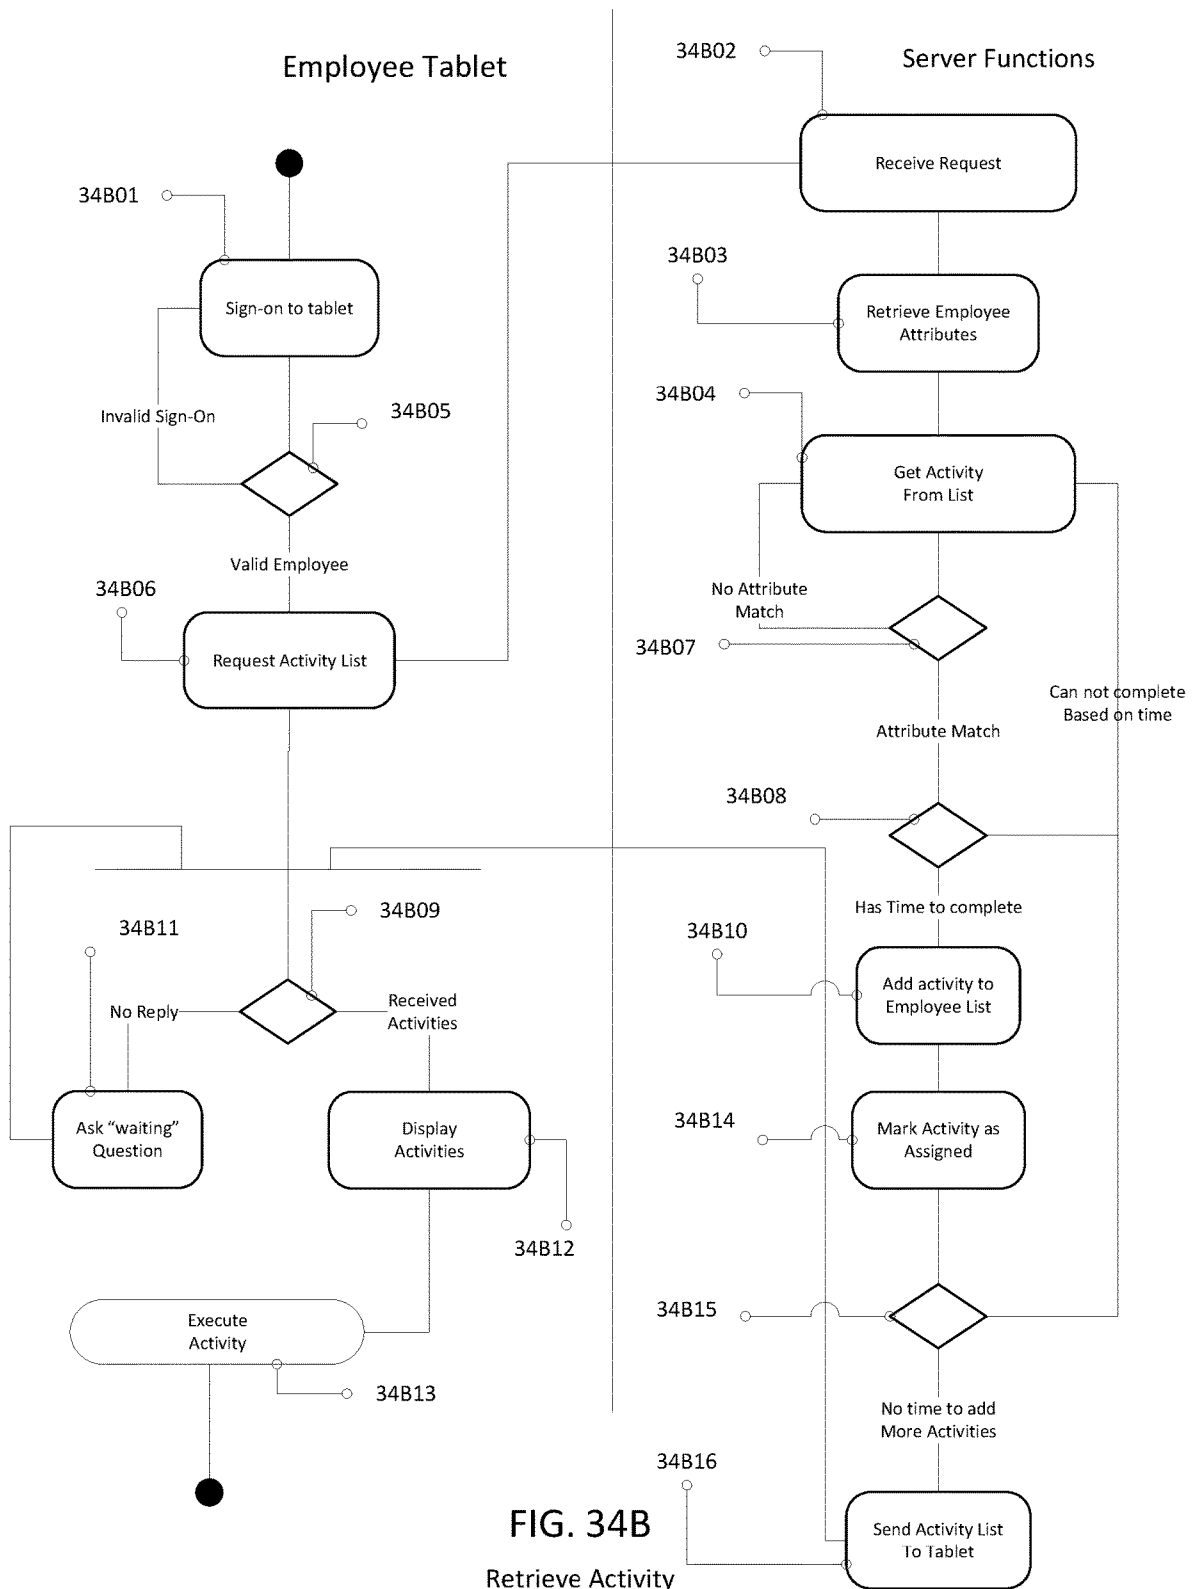 Employee Tablet
Server Functions
34B02
Receive Request
34B01
34B03
Sign-on to tablet
Retrieve Employee
Attributes
34B04
Invalid Sign-On
34B05
Get Activity
From List
Valid Employee
34B06
No Attribute
Match
34B07
Request Activity List
Can not complete
Based on time
Attribute Match
34B08
34B09
Has Time to complete
34B11
34B10
Add activity to
Employee List
No Reply
Received
Activities
34B14
Ask “waiting”
Question
Display
Activities
Mark Activity as
Assigned
34B12
34B15
Execute
Activity
34B13
No time to add
More Activities
34B16
FIG. 34B
Send Activity List
To Tablet
Retrieve Activity